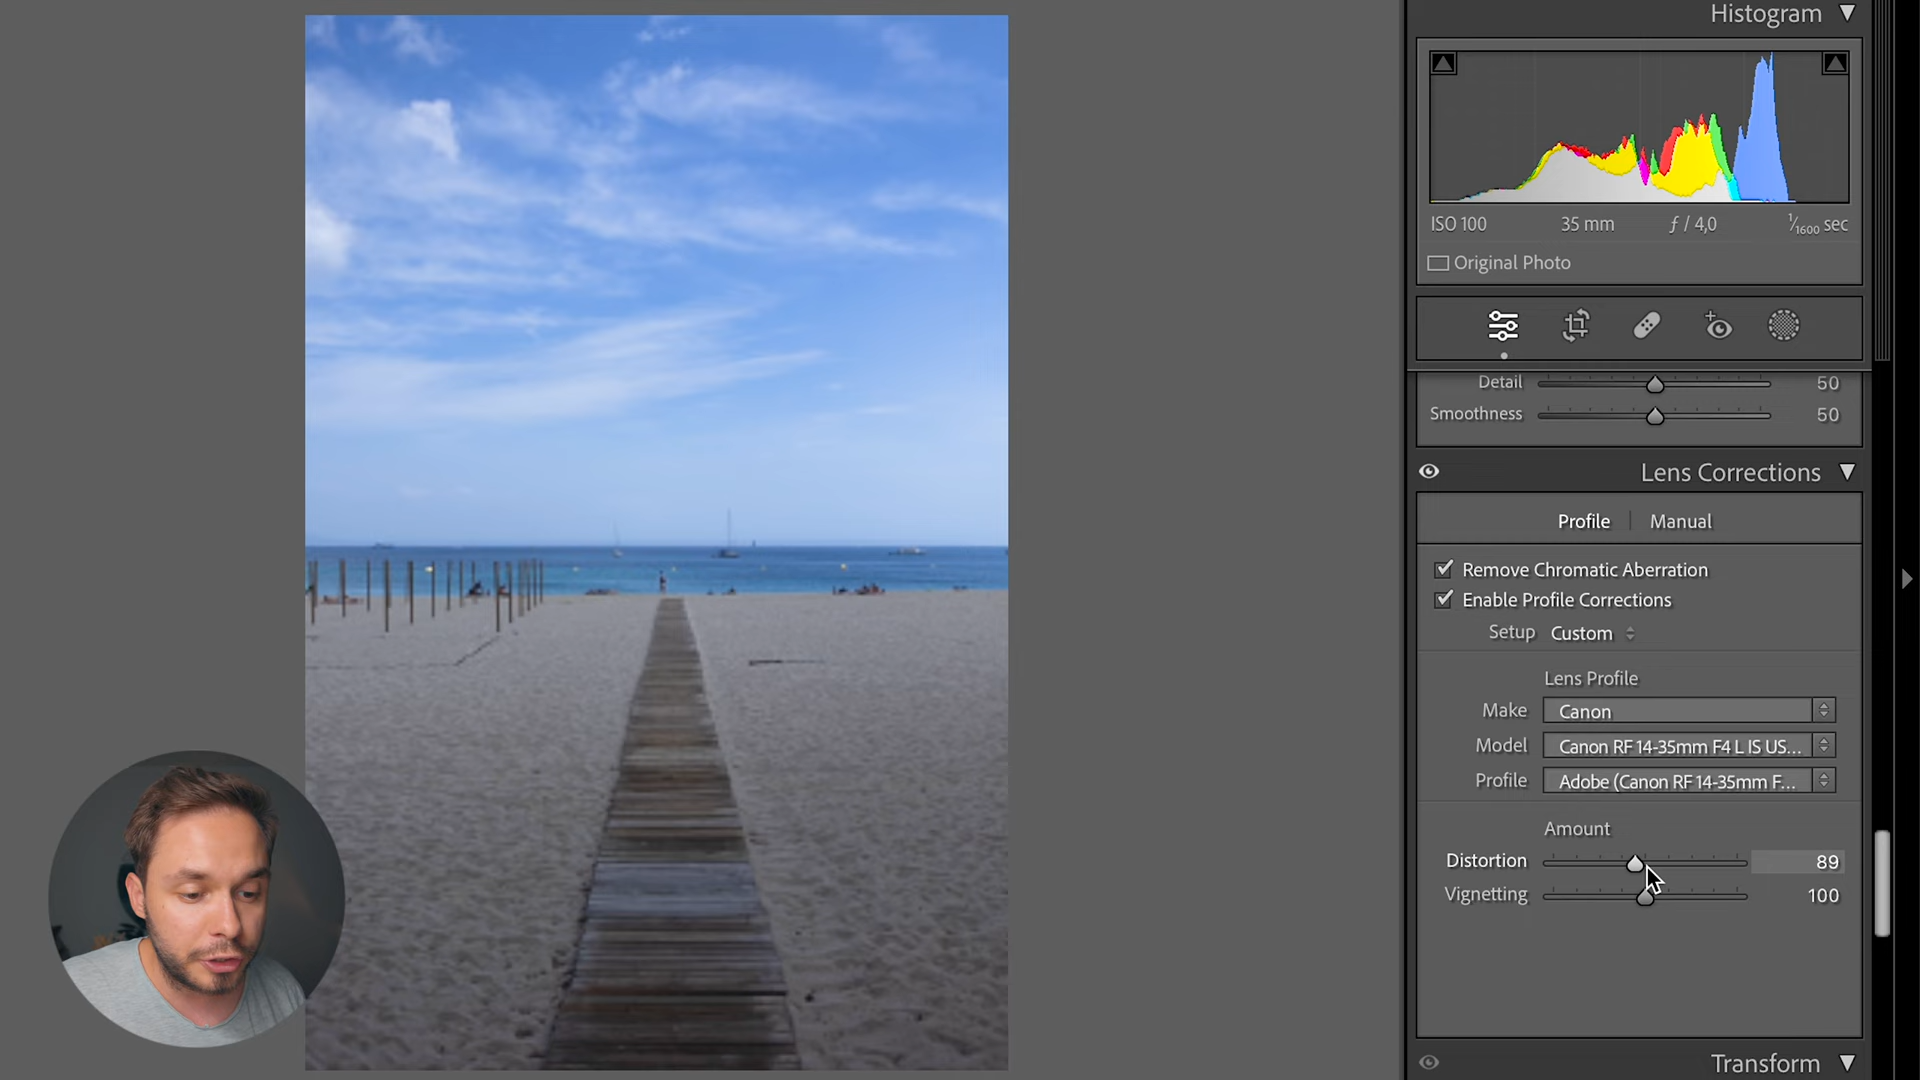 Histogram
ISO 100 35 mm ƒ / 4,0 1/1600 sec
Original Photo
Detail 50
Smoothness 50
Lens Corrections
Profile | Manual
Remove Chromatic Aberration
Enable Profile Corrections
Setup Custom
Lens Profile
Make Canon
Model Canon RF 14-35mm F4 L IS US...
Profile Adobe (Canon RF 14-35mm F...
Amount
Distortion 89
Vignetting 100
Transform